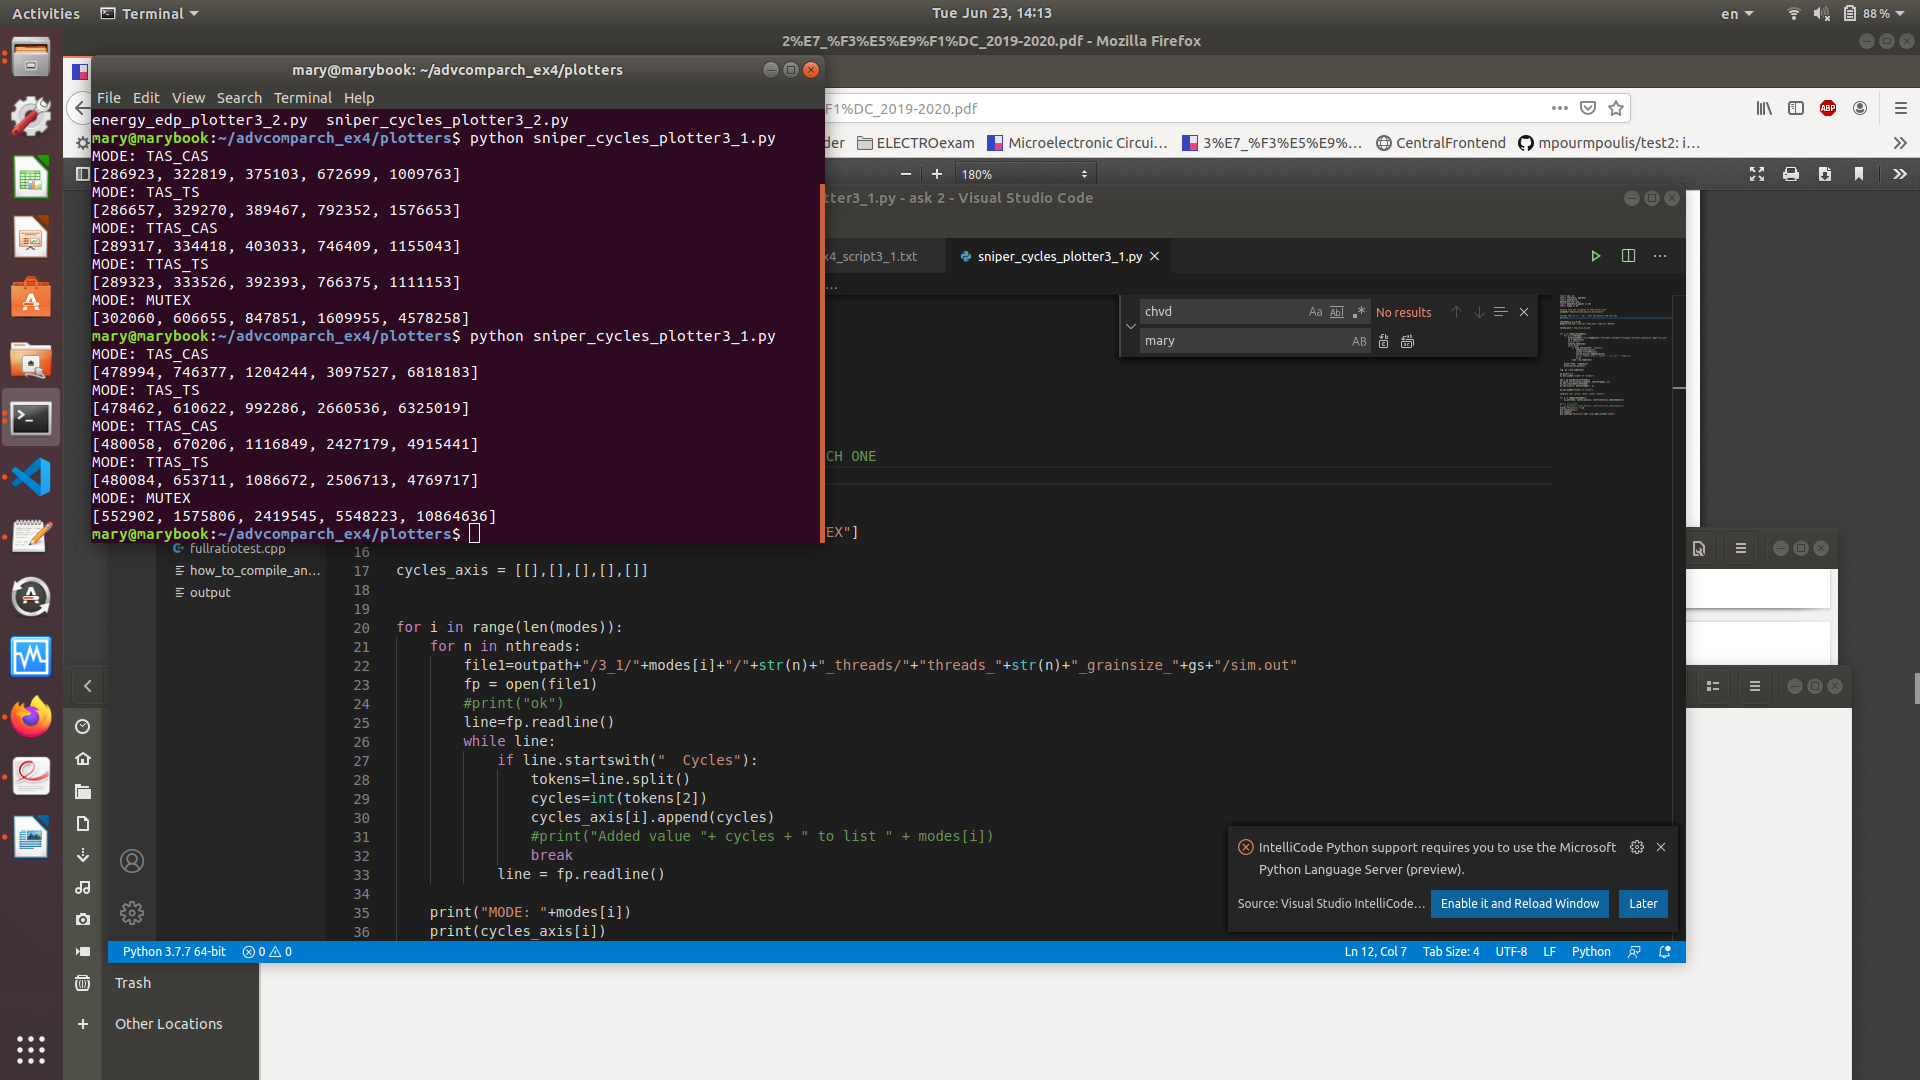 Activities
Terminal
Tue Jun 23, 14:13
en
88%
2%E7_%F3%E5%E9%F1%DC_2019-2020.pdf - Mozilla Firefox
mary@marybook: ~/advcomparch_ex4/plotters
File Edit View Search Terminal Help
energy_edp_plotter3_2.py sniper_cycles_plotter3_2.py
mary@marybook:~/advcomparch_ex4/plotters$ python sniper_cycles_plotter3_1.py
MODE: TAS_CAS
[286923, 322819, 375103, 672699, 1009763]
MODE: TAS_TS
[286657, 329270, 389467, 792352, 1576653]
MODE: TTAS_CAS
[289317, 334418, 403033, 746409, 1155043]
MODE: TTAS_TS
[289323, 333526, 392393, 766375, 1111153]
MODE: MUTEX
[302060, 606655, 847851, 1609955, 4578258]
mary@marybook:~/advcomparch_ex4/plotters$ python sniper_cycles_plotter3_1.py
MODE: TAS_CAS
[478994, 746377, 1204244, 3097527, 6818183]
MODE: TAS_TS
[478462, 610622, 992286, 2660536, 6325019]
MODE: TTAS_CAS
[480058, 670206, 1116849, 2427179, 4915441]
MODE: TTAS_TS
[480084, 653711, 1086672, 2506713, 4769717]
MODE: MUTEX
[552902, 1575806, 2419545, 5548223, 10864636]
mary@marybook:~/advcomparch_ex4/plotters$
F1%DC_2019-2020.pdf
ABP
der
ELECTROexam
Microelectronic Circui...
3%E7_%F3%E5%E9%...
CentralFrontend
mpourmpoulis/test2: i...
180%
tter3_1.py - ask 2 - Visual Studio Code
x4_script3_1.txt
sniper_cycles_plotter3_1.py
...
chvd
Aa Abl .*
No results
mary
AB
CH ONE
EX"]
fullratiotest.cpp
how_to_compile_an...
output
16
17 cycles_axis = [[],[],[],[],[]]
18
19
20 for i in range(len(modes)):
21 for n in nthreads:
22 file1=outpath+"/3_1/"+modes[i]+"/"+str(n)+"_threads/"+"threads_"+str(n)+"_grainsize_"+gs+"/sim.out"
23 fp = open(file1)
24 #print("ok")
25 line=fp.readline()
26 while line:
27 if line.startswith("  Cycles"):
28 tokens=line.split()
29 cycles=int(tokens[2])
30 cycles_axis[i].append(cycles)
31 #print("Added value "+ cycles + " to list " + modes[i])
32 break
33 line = fp.readline()
34
35 print("MODE: "+modes[i])
36 print(cycles_axis[i])
IntelliCode Python support requires you to use the Microsoft
Python Language Server (preview).
Source: Visual Studio IntelliCode...
Enable it and Reload Window
Later
Python 3.7.7 64-bit
0
0
Ln 12, Col 7
Tab Size: 4
UTF-8
LF
Python
Trash
Other Locations